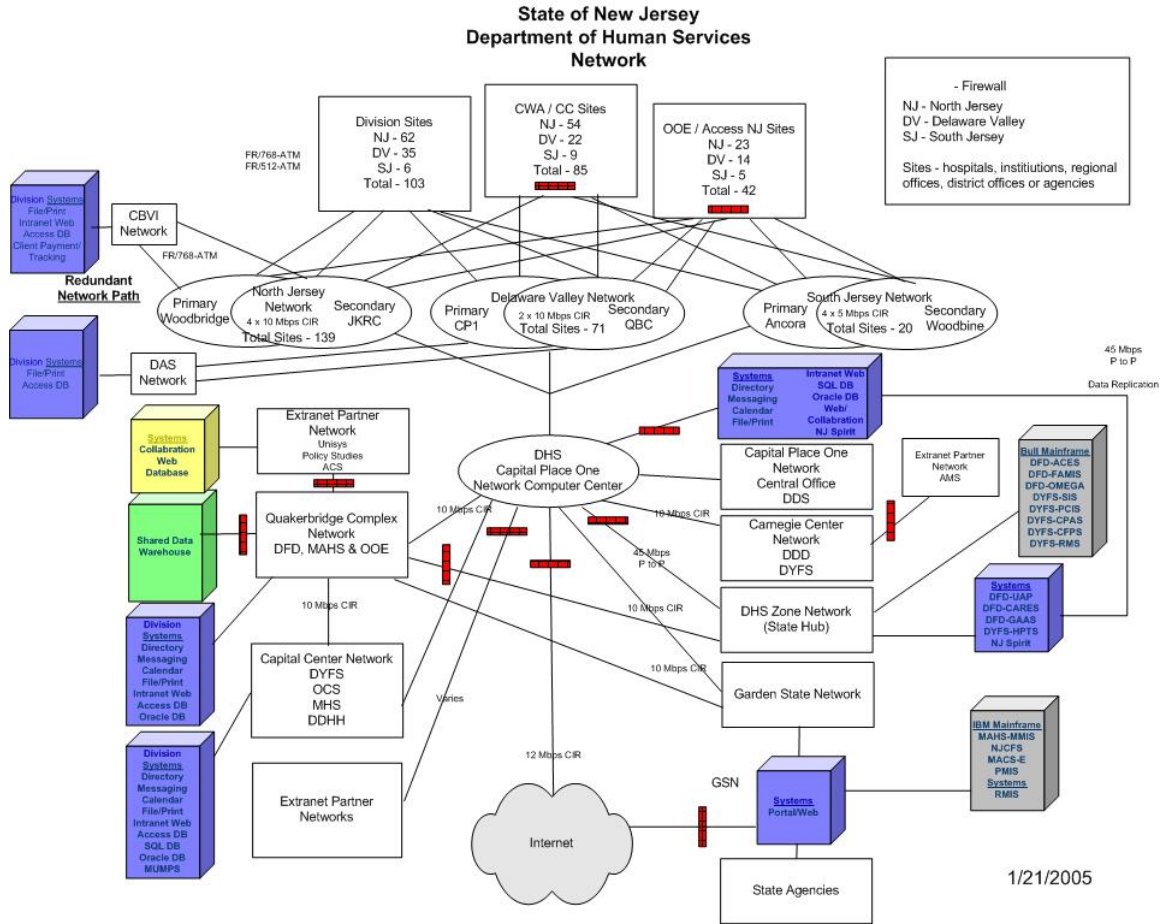 State of New Jersey
Department of Human Services
Network
- Firewall
NJ - North Jersey
DV - Delaware Valley
SJ - South Jersey
Sites - hospitals, institiutions, regional
offices, district offices or agencies
Division Sites
NJ - 62
DV - 35
SJ - 6
Total - 103
CWA / CC Sites
NJ - 54
DV - 22
SJ - 9
Total - 85
OOE / Access NJ Sites
NJ - 23
DV - 14
SJ - 5
Total - 42
FR/768-ATM
FR/512-ATM
Division Systems
File/Print
Intranet Web
Access DB
Client Payment/
Tracking
CBVI
Network
FR/768-ATM
Redundant
Network Path
Primary
Woodbridge
North Jersey
Network
4 x 10 Mbps CIR
Total Sites - 139
Secondary
JKRC
Primary
CP1
Delaware Valley Network
2 x 10 Mbps CIR
Total Sites - 71
Secondary
QBC
Primary
Ancora
South Jersey Network
4 x 5 Mbps CIR
Total Sites - 20
Secondary
Woodbine
Division Systems
File/Print
Access DB
DAS
Network
45 Mbps
P to P
Data Replication
Systems
Directory
Messaging
Calendar
File/Print
Intranet Web
SQL DB
Oracle DB
Web/
Collaboration
NJ Spirit
Systems
Collabration
Web
Database
Extranet Partner
Network
Unisys
Policy Studies
ACS
DHS
Capital Place One
Network Computer Center
Capital Place One
Network
Central Office
DDS
Extranet Partner
Network
AMS
Bull Mainframe
DFD-ACES
DFD-FAMIS
DFD-OMEGA
DYFS-SIS
DYFS-PCIS
DYFS-CPAS
DYFS-CFPS
DYFS-RMS
Shared Data
Warehouse
Quakerbridge Complex
Network
DFD, MAHS & OOE
10 Mbps CIR
10 Mbps CIR
Carnegie Center
Network
DDD
DYFS
45 Mbps
P to P
10 Mbps CIR
10 Mbps CIR
DHS Zone Network
(State Hub)
Systems
DFD-UAP
DFD-CARES
DFD-GAAS
DYFS-HPTS
NJ Spirit
Division
Systems
Directory
Messaging
Calendar
File/Print
Intranet Web
Access DB
Oracle DB
Capital Center Network
DYFS
OCS
MHS
DDHH
10 Mbps CIR
Garden State Network
Varies
12 Mbps CIR
IBM Mainframe
MAHS-MMIS
NJCFS
MACS-E
PMIS
Systems
RMIS
Division
Systems
Directory
Messaging
Calendar
File/Print
Intranet Web
Access DB
SQL DB
Oracle DB
MUMPS
Extranet Partner
Networks
GSN
Systems
Portal/Web
Internet
State Agencies
1/21/2005